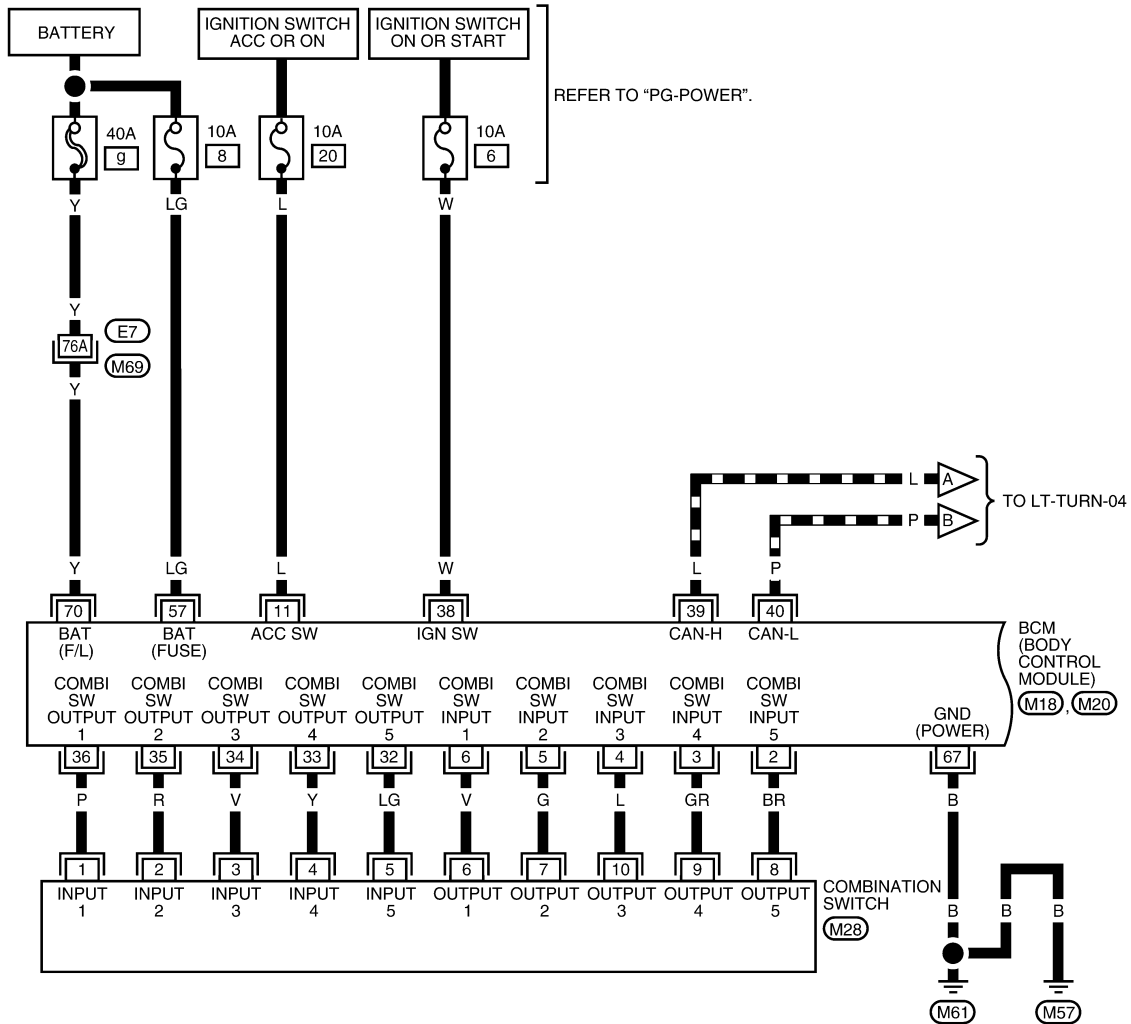 BATTERY
IGNITION SWITCH
ACC OR ON
IGNITION SWITCH
ON OR START
REFER TO “PG-POWER”.
40A
g
10A
8
10A
20
10A
6
Y
LG
L
W
Y
76A
E7
M69
Y
L
A
P
B
TO LT-TURN-04
Y
LG
L
W
L
P
70
57
11
38
39
40
BAT
(F/L)
BAT
(FUSE)
ACC SW
IGN SW
CAN-H
CAN-L
BCM
(BODY
CONTROL
MODULE)
M18 , M20
COMBI
SW
OUTPUT
1
COMBI
SW
OUTPUT
2
COMBI
SW
OUTPUT
3
COMBI
SW
OUTPUT
4
COMBI
SW
OUTPUT
5
COMBI
SW
INPUT
1
COMBI
SW
INPUT
2
COMBI
SW
INPUT
3
COMBI
SW
INPUT
4
COMBI
SW
INPUT
5
GND
(POWER)
36
35
34
33
32
6
5
4
3
2
67
P
R
V
Y
LG
V
G
L
GR
BR
B
1
2
3
4
5
6
7
10
9
8
INPUT
1
INPUT
2
INPUT
3
INPUT
4
INPUT
5
OUTPUT
1
OUTPUT
2
OUTPUT
3
OUTPUT
4
OUTPUT
5
COMBINATION
SWITCH
M28
B
B
B
M61
M57